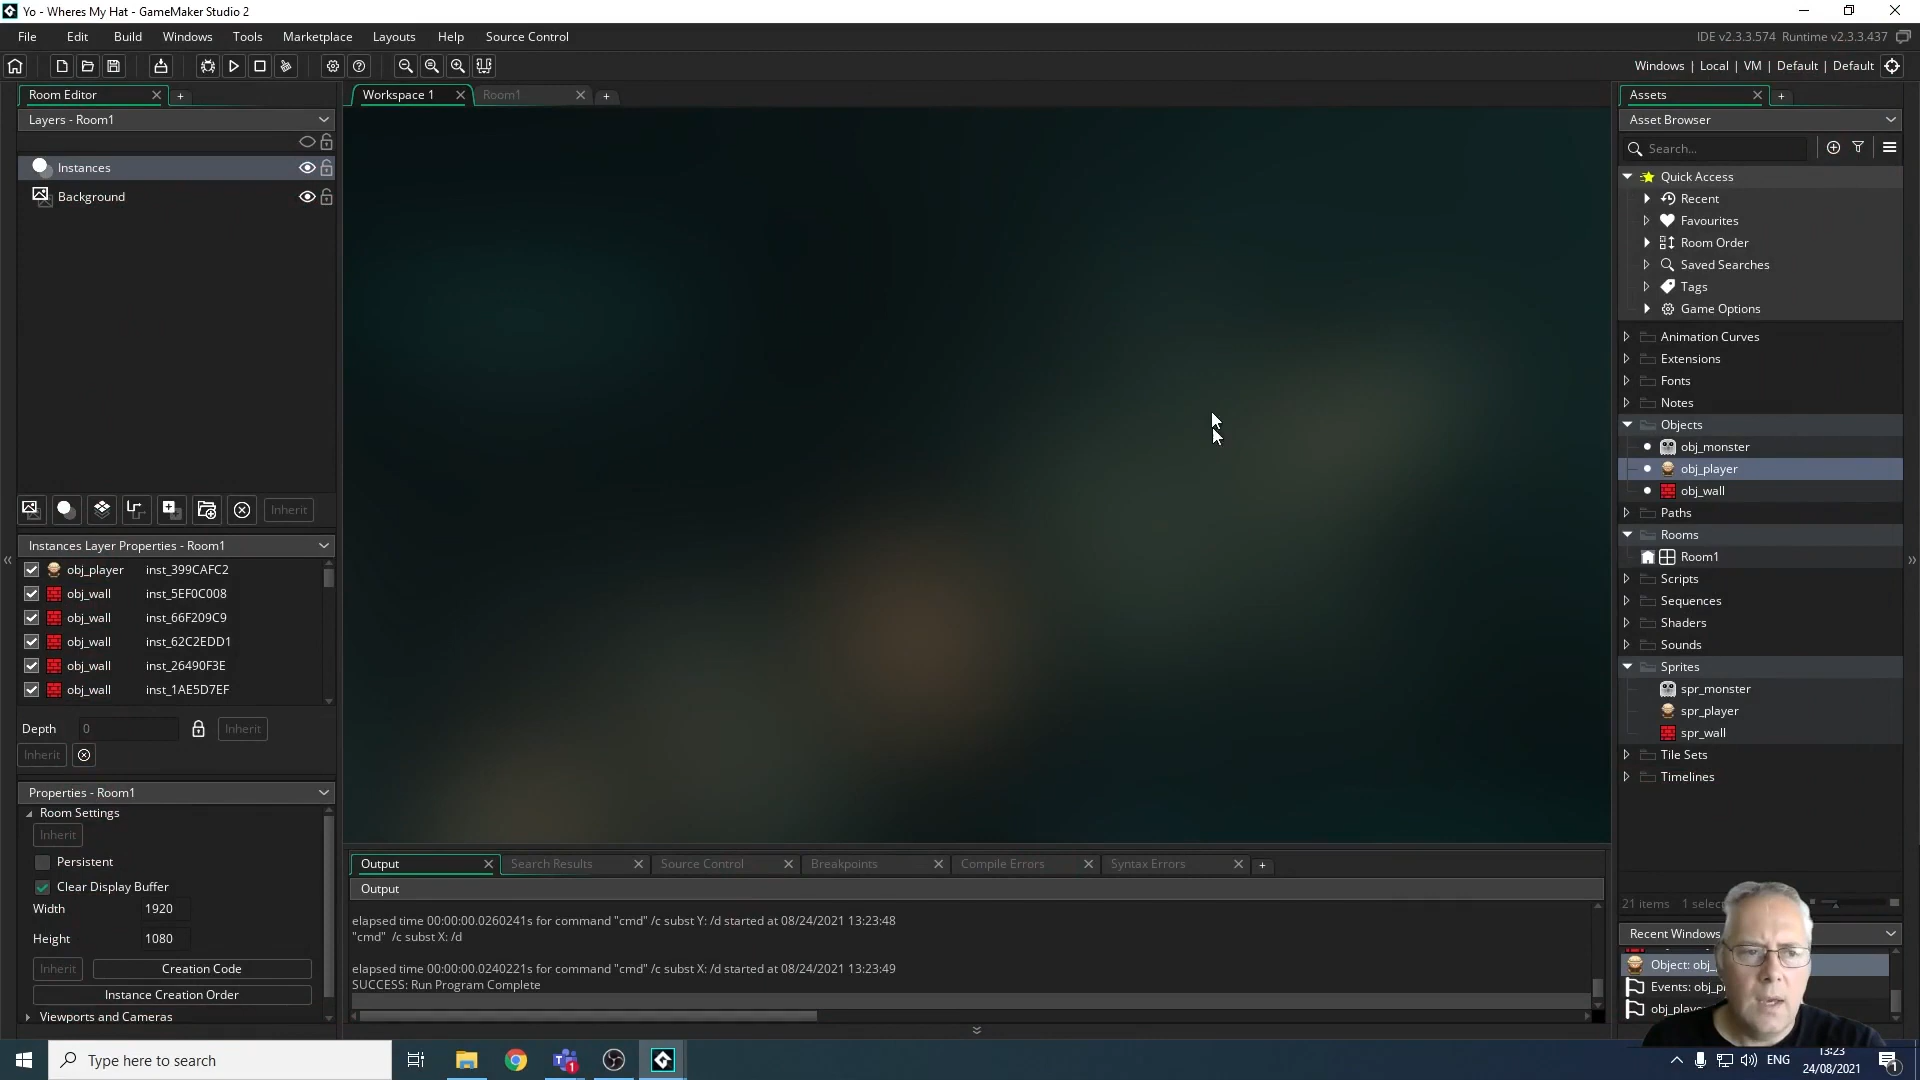 Yo - Wheres My Hat - GameMaker Studio 2
File Edit Build Windows Tools Marketplace Layouts Help Source Control
IDE v2.3.3.574 Runtime v2.3.3.437
Windows | Local | VM | Default | Default
Room Editor
Workspace 1
Room1
Assets
Layers - Room1
Asset Browser
Search...
Instances
Background
Quick Access
Recent
Favourites
Room Order
Saved Searches
Tags
Game Options
Animation Curves
Extensions
Fonts
Notes
Objects
obj_monster
obj_player
obj_wall
Paths
Rooms
Room1
Scripts
Sequences
Shaders
Sounds
Sprites
spr_monster
spr_player
spr_wall
Tile Sets
Timelines
Inherit
Instances Layer Properties - Room1
obj_player inst_399CAFC2
obj_wall inst_5EF0C008
obj_wall inst_66F209C9
obj_wall inst_62C2EDD1
obj_wall inst_26490F3E
obj_wall inst_1AE5D7EF
Depth 0 Inherit
Inherit
Properties - Room1
Room Settings
Inherit
Persistent
Clear Display Buffer
Width 1920
Height 1080
Inherit Creation Code
Instance Creation Order
Viewports and Cameras
Output Search Results Source Control Breakpoints Compile Errors Syntax Errors
Output
elapsed time 00:00:00.0260241s for command "cmd" /c subst Y: /d started at 08/24/2021 13:23:48
"cmd" /c subst X: /d
elapsed time 00:00:00.0240221s for command "cmd" /c subst X: /d started at 08/24/2021 13:23:49
SUCCESS: Run Program Complete
21 items 1 selec
Recent Windows
Object: obj_
Events: obj_p
obj_playe
Type here to search
1
ENG
13:23
24/08/2021
1